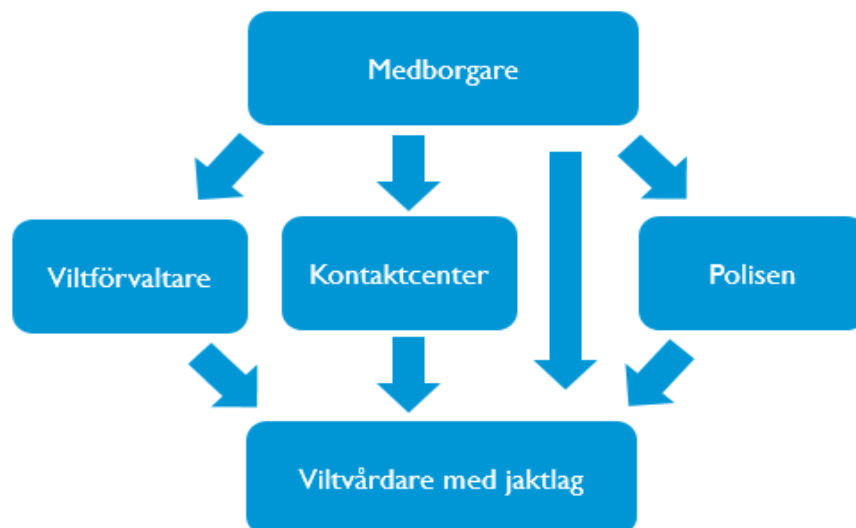 Medborgare
Viltförvaltare
Kontaktcenter
Polisen
Viltvårdare med jaktlag